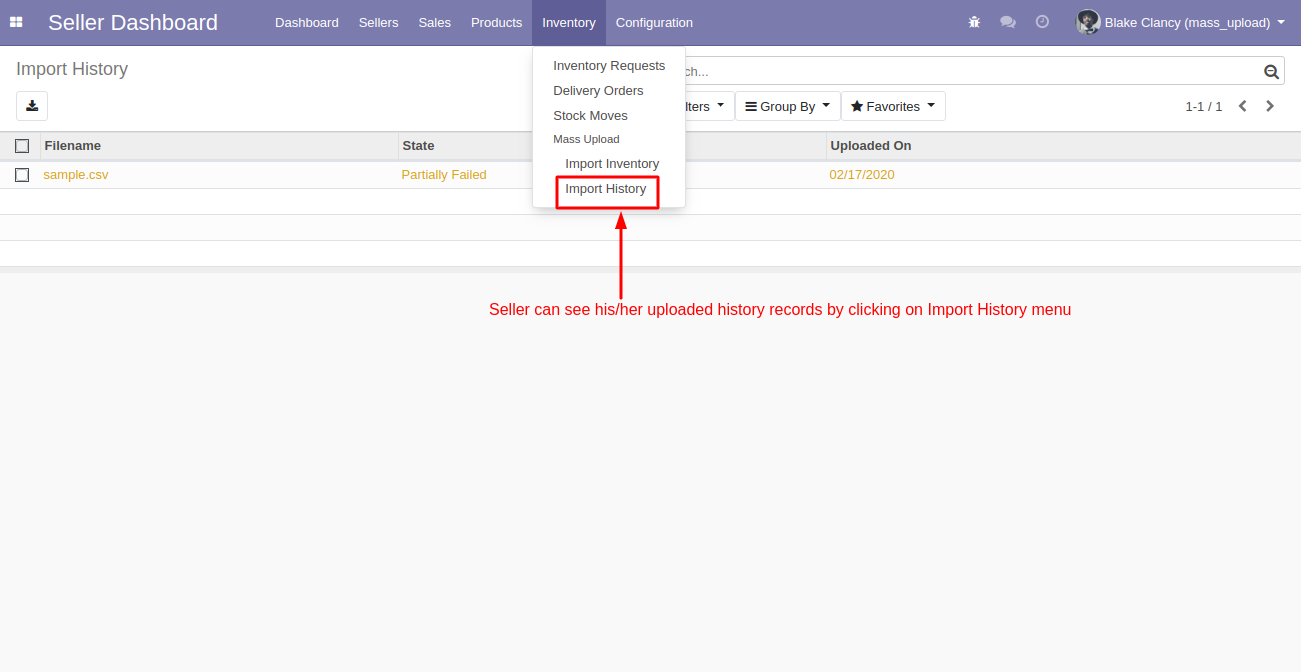 Seller Dashboard Dashboard Sellers Sales Products Inventory Configuration Blake Clancy (mass_upload)
Import History
Inventory Requests
Delivery Orders
Stock Moves
Mass Upload
Import Inventory
Import History
ch...
lters Group By Favorites 1-1 / 1
Filename State Uploaded On
sample.csv Partially Failed 02/17/2020
Seller can see his/her uploaded history records by clicking on Import History menu